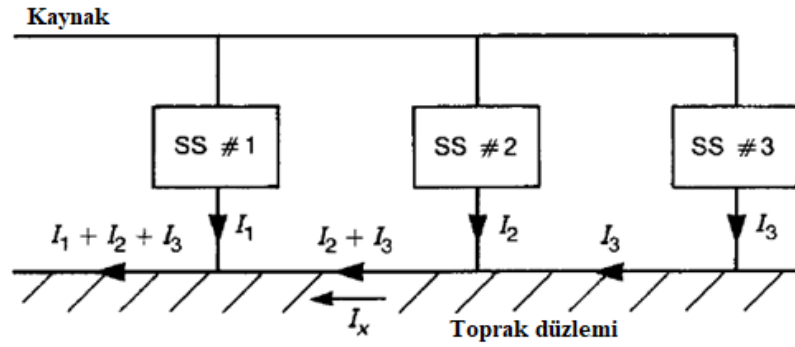 Kaynak
SS #1
SS #2
SS #3
I₁ + I₂ + I₃
I₁
I₂ + I₃
I₂
I₃
I₃
Iₓ
Toprak düzlemi